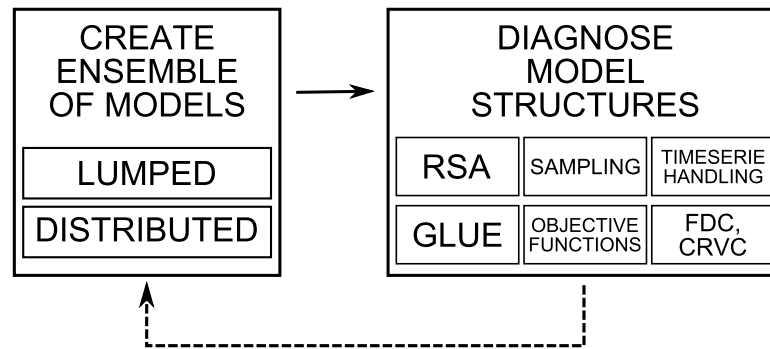 CREATE
ENSEMBLE
OF MODELS
LUMPED
DISTRIBUTED
DIAGNOSE
MODEL
STRUCTURES
RSA
SAMPLING
TIMESERIE
HANDLING
GLUE
OBJECTIVE
FUNCTIONS
FDC,
CRVC